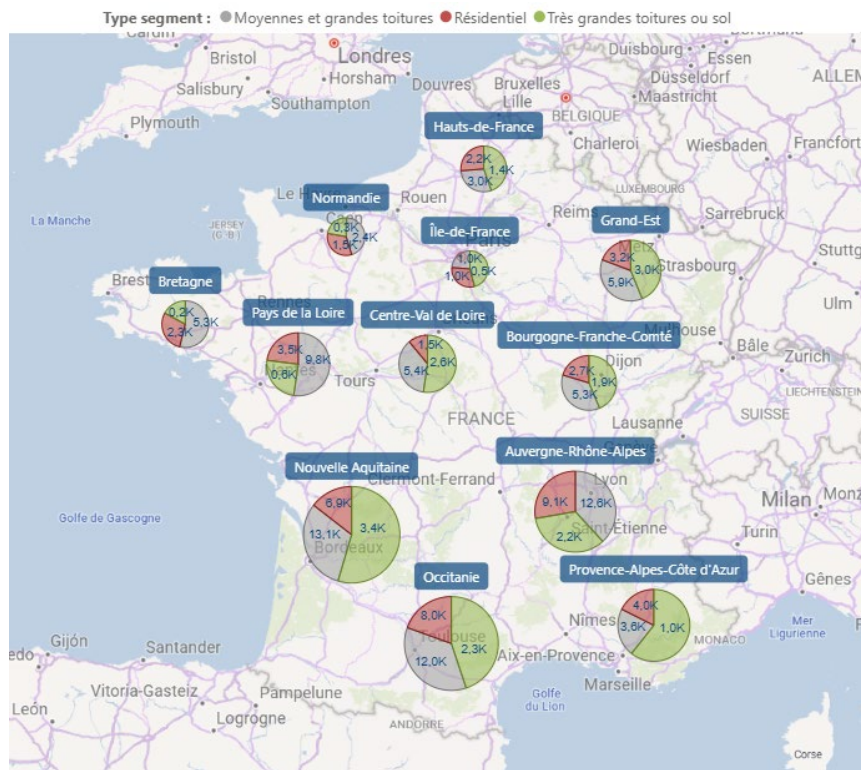 Type segment : Moyennes et grandes toitures Résidentiel Très grandes toitures ou sol
Cardiff
Bristol
Londres
Duisbourg
Dortmund
Essen
Salisbury
Horsham
Douvres
Bruxelles
Düsseldorf
ALLEM
Southampton
Lille
Maastricht
Plymouth
BELGIQUE
Hauts-de-France
Charleroi
Wiesbaden
Francfort
2,2K
1,4K
3,0K
LUXEMBOURG
Le Havre
Rouen
Normandie
La Manche
JERSEY
(G.-B.)
Caen
Reims
Sarrebruck
Île-de-France
Grand-Est
0,3K
2,4K
1,5K
Paris
1,0K
0,5K
1,0K
Metz
3,2K
3,0K
5,9K
Strasbourg
Stuttg
Brest
Bretagne
Rennes
Ulm
0,2K
5,3K
2,3K
Pays de la Loire
Centre-Val de Loire
Orléans
Mulhouse
Bourgogne-Franche-Comté
Bâle
3,5K
9,8K
0,6K
Nantes
Tours
1,5K
2,6K
5,4K
Dijon
2,7K
1,9K
5,3K
Zurich
LIECHTENSTEIN
SUISSE
FRANCE
Lausanne
Genève
Auvergne-Rhône-Alpes
Nouvelle Aquitaine
Clermont-Ferrand
Lyon
Milan
Monz
6,9K
3,4K
13,1K
Bordeaux
9,1K
12,6K
2,2K
Saint-Étienne
Golfe de Gascogne
Turin
Occitanie
Provence-Alpes-Côte d'Azur
Gênes
8,0K
2,3K
12,0K
Toulouse
Nîmes
4,0K
3,6K
1,0K
MONACO
Mer
Ligurienne
Gijón
Santander
Aix-en-Provence
Marseille
Vitoria-Gasteiz
Pampelune
Golfe
du Lion
León
Logrogne
ANDORRE
Corse